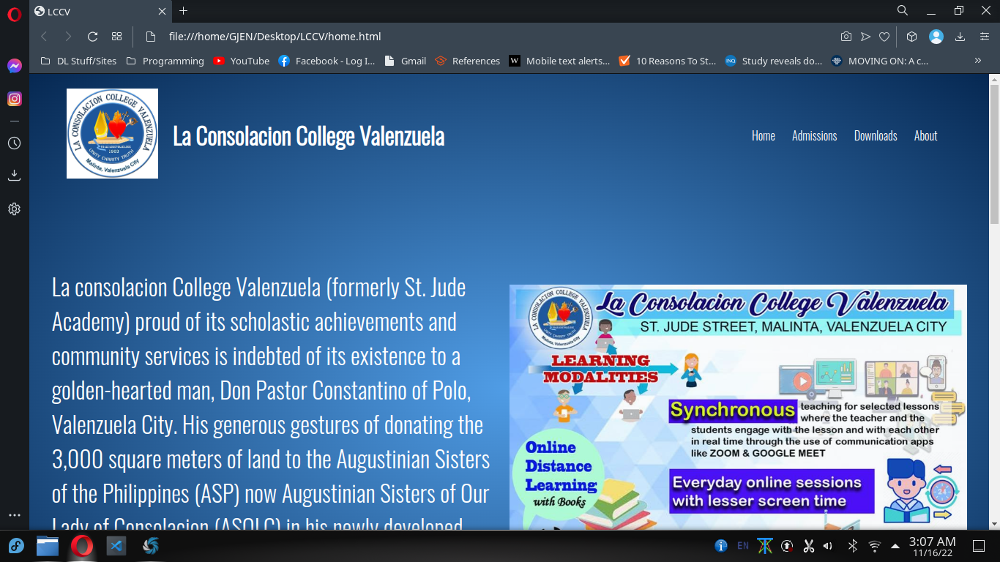 LCCV
file:///home/GJEN/Desktop/LCCV/home.html
DL Stuff/Sites Programming YouTube Facebook - Log I... Gmail References Mobile text alerts... 10 Reasons To St... Study reveals do... MOVING ON: A c...
LA CONSOLACION COLLEGE VALENZUELA
1903
UNITY CHARITY TRUTH
Malinta, Valenzuela City
La Consolacion College Valenzuela
Home Admissions Downloads About
La consolacion College Valenzuela (formerly St. Jude
Academy) proud of its scholastic achievements and
community services is indebted of its existence to a
golden-hearted man, Don Pastor Constantino of Polo,
Valenzuela City. His generous gestures of donating the
3,000 square meters of land to the Augustinian Sisters
of the Philippines (ASP) now Augustinian Sisters of Our
Lady of Consolacion (ASOLC) in his newly developed
LA CONSOLACION COLLEGE VALENZUELA
Malinta, Valenzuela City
La Consolacion College Valenzuela
ST. JUDE STREET, MALINTA, VALENZUELA CITY
LEARNING
MODALITIES
Synchronous teaching for selected lessons
where the teacher and the
students engage with the lesson and with each other
in real time through the use of communication apps
like ZOOM & GOOGLE MEET
Online
Distance
Learning
with Books
Everyday online sessions
with lesser screen time
24
EN
3:07 AM
11/16/22